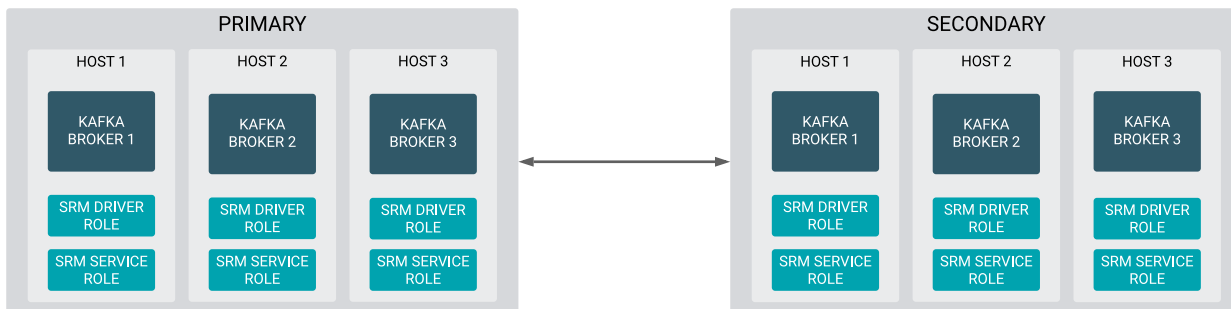 PRIMARY
HOST 1
KAFKA
BROKER 1
SRM DRIVER
ROLE
SRM SERVICE
ROLE
HOST 2
KAFKA
BROKER 2
SRM DRIVER
ROLE
SRM SERVICE
ROLE
HOST 3
KAFKA
BROKER 3
SRM DRIVER
ROLE
SRM SERVICE
ROLE
SECONDARY
HOST 1
KAFKA
BROKER 1
SRM DRIVER
ROLE
SRM SERVICE
ROLE
HOST 2
KAFKA
BROKER 2
SRM DRIVER
ROLE
SRM SERVICE
ROLE
HOST 3
KAFKA
BROKER 3
SRM DRIVER
ROLE
SRM SERVICE
ROLE